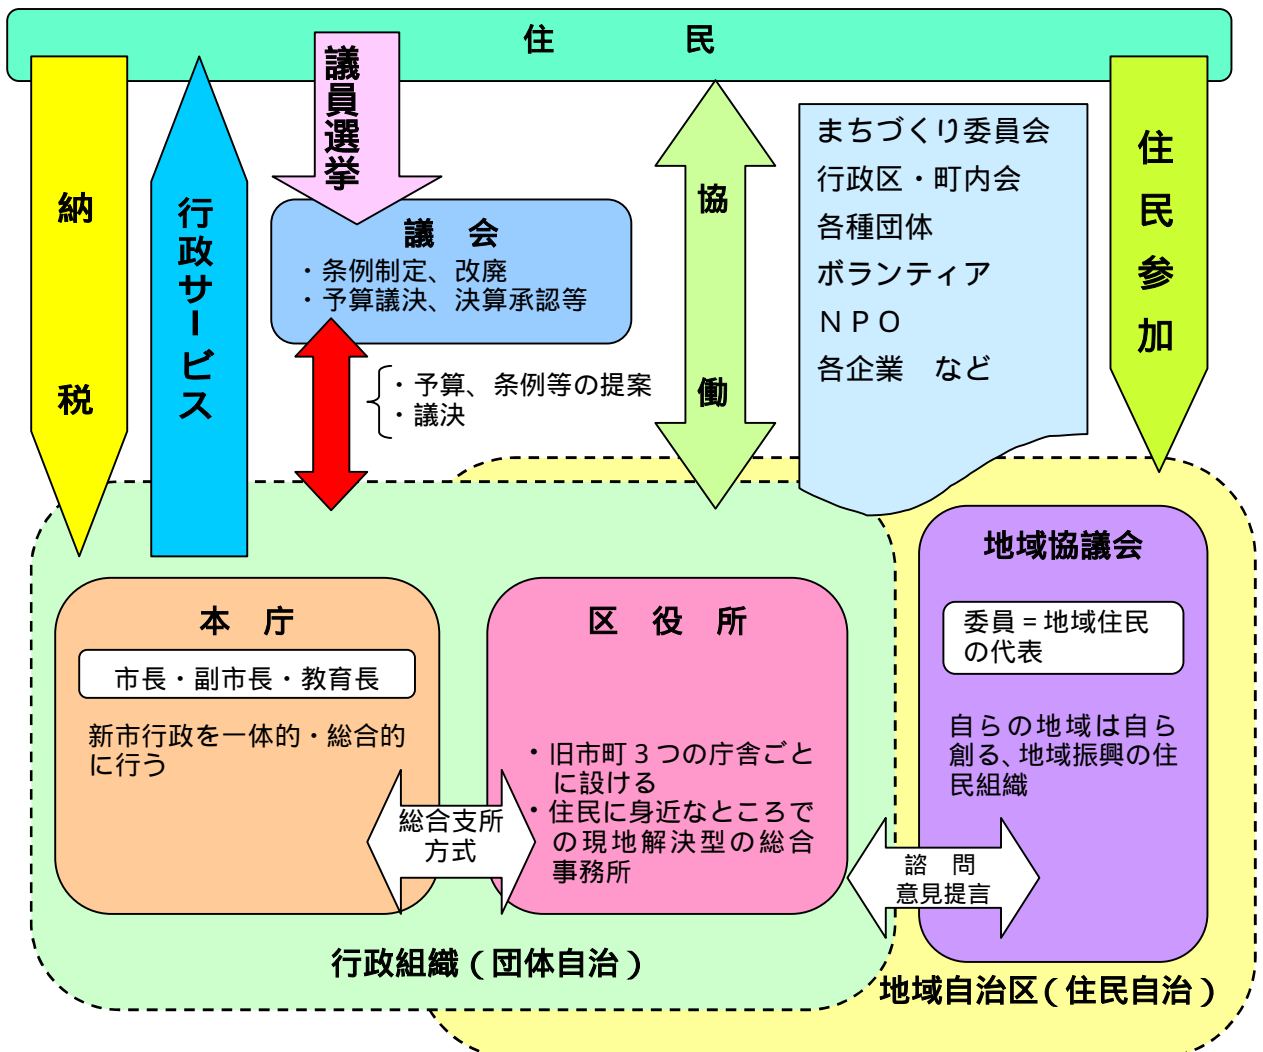 住　民
納　税
行政サービス
議員選挙
議　会
・条例制定、改廃
・予算議決、決算承認等
・予算、条例等の提案
・議決
協　働
まちづくり委員会
行政区・町内会
各種団体
ボランティア
ＮＰＯ
各企業　など
住民参加
本　庁
市長・副市長・教育長
新市行政を一体的・総合的
に行う
総合支所
方式
区　役　所
・旧市町３つの庁舎ごと
に設ける
・住民に身近なところで
の現地解決型の総合
事務所
地域協議会
委員＝地域住民
の代表
自らの地域は自ら
創る、地域振興の住
民組織
諮　問
意見提言
行政組織（団体自治）
地域自治区（住民自治）